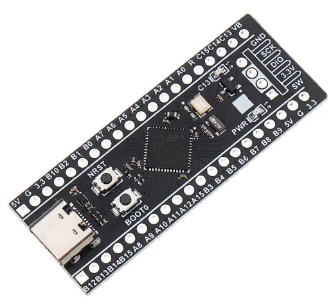 5V G 3.3 B10 B2 B1 B0 A7 A6 A5 A4 A3 A2 A1 A0 R C15 C14 C13 VB
GND
SCK
DIO
3.3V
C13
PWR
SW
NRST
BOOT0
B12 B13 B14 B15 A8 A9 A10 A11 A12 A15 B3 B4 B5 B6 B7 B8 B9 5V G 3.3